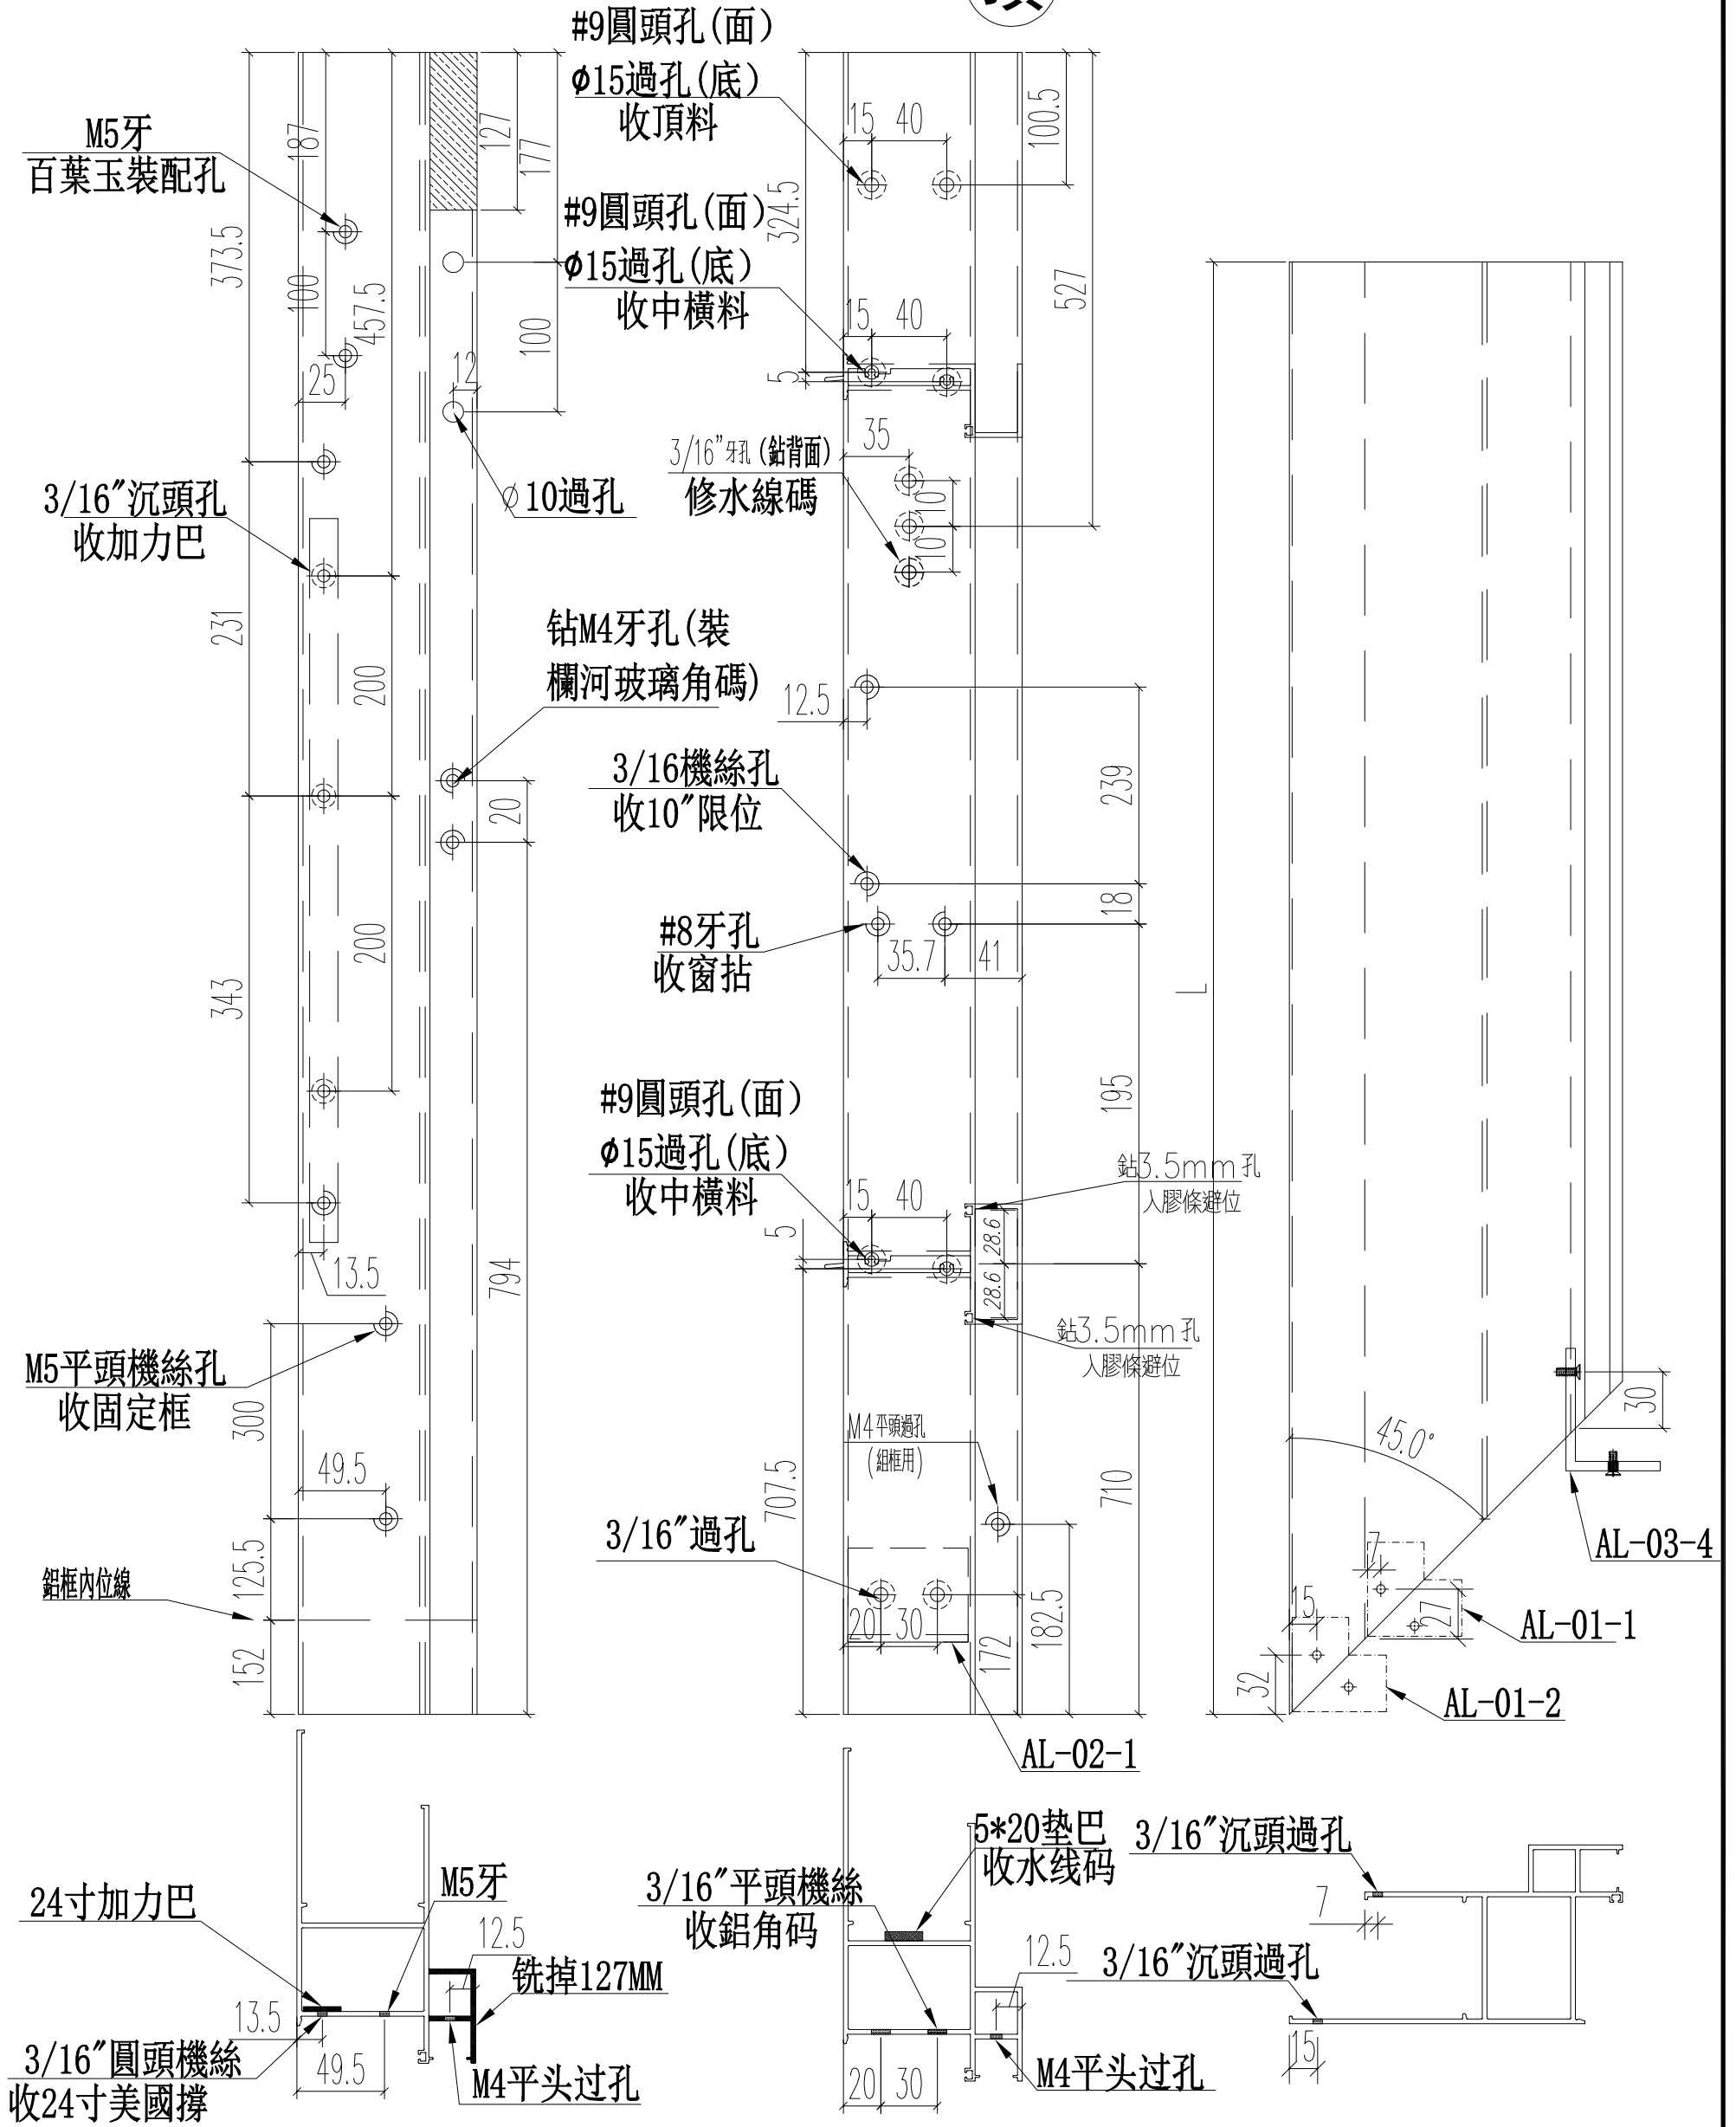 M5牙
百葉玉裝配孔
187
373.5
100
457.5
25
127
177
100
12
3/16"沉頭孔
收加力巴
∅10過孔
231
200
200
343
钻M4牙孔(裝
欄河玻璃角碼)
20
794
13.5
M5平頭機絲孔
收固定框
300
49.5
125.5
鋁框內位線
152
#9圓頭孔(面)
ϕ15過孔(底)
收頂料
15
40
100.5
324.5
#9圓頭孔(面)
ϕ15過孔(底)
收中橫料
15
40
527
5
3/16"牙孔(鉆背面)
修水線碼
35
10
10
12.5
3/16機絲孔
收10"限位
239
18
#8牙孔
收窗拈
35.7
41
195
#9圓頭孔(面)
ϕ15過孔(底)
收中橫料
15
40
5
28.6
28.6
鉆3.5mm孔
入膠條避位
鉆3.5mm孔
入膠條避位
M4平頭過孔
(組框用)
707.5
710
3/16"過孔
20
30
172
182.5
AL-02-1
L
45.0°
30
AL-03-4
7
15
27
AL-01-1
32
AL-01-2
24寸加力巴
M5牙
12.5
铣掉127MM
13.5
3/16"圓頭機絲
收24寸美國撐
49.5
M4平头过孔
5*20垫巴
收水线码
3/16"平頭機絲
收鋁角码
12.5
20
30
M4平头过孔
3/16"沉頭過孔
7
3/16"沉頭過孔
15